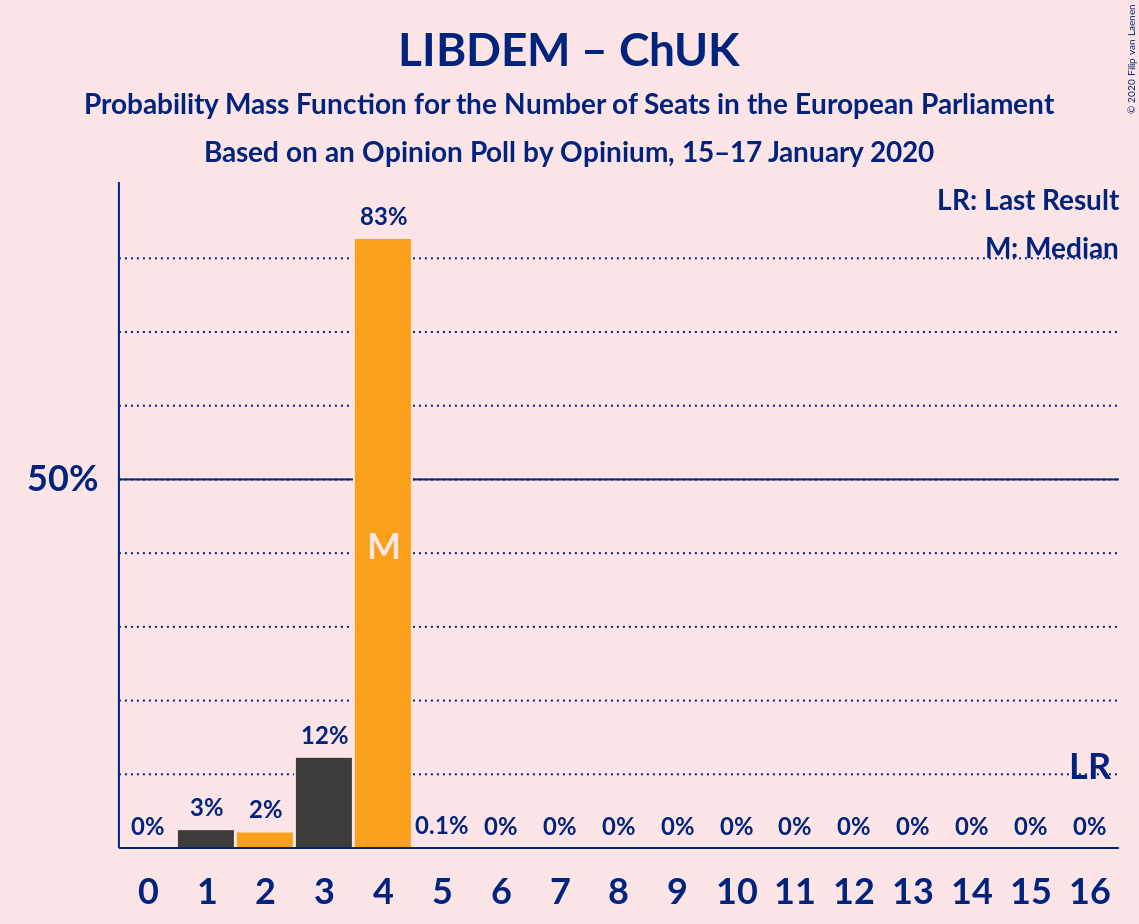 LIBDEM – ChUK
Probability Mass Function for the Number of Seats in the European Parliament
Based on an Opinion Poll by Opinium, 15–17 January 2020
© 2020 Filip van Laenen
LR: Last Result
M: Median
50%
0% 3% 2% 12% 83% 0.1% 0% 0% 0% 0% 0% 0% 0% 0% 0% 0% 0%
M
LR
0 1 2 3 4 5 6 7 8 9 10 11 12 13 14 15 16